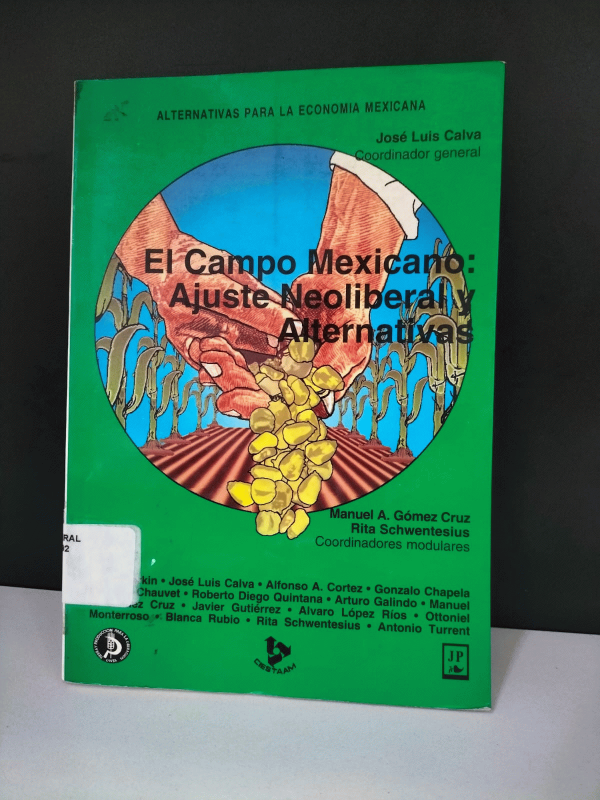 ALTERNATIVAS PARA LA ECONOMIA MEXICANA
José Luis Calva
Coordinador general
El Campo Mexicano:
Ajuste Neoliberal y
Alternativas
Manuel A. Gómez Cruz
Rita Schwentesius
Coordinadores modulares
• José Luis Calva • Alfonso A. Cortez • Gonzalo Chapela
Chauvet • Roberto Diego Quintana • Arturo Galindo • Manuel
Cruz • Javier Gutiérrez • Alvaro López Ríos • Ottoniel
Monterroso • Blanca Rubio • Rita Schwentesius • Antonio Turrent
CIESTAAM
JP